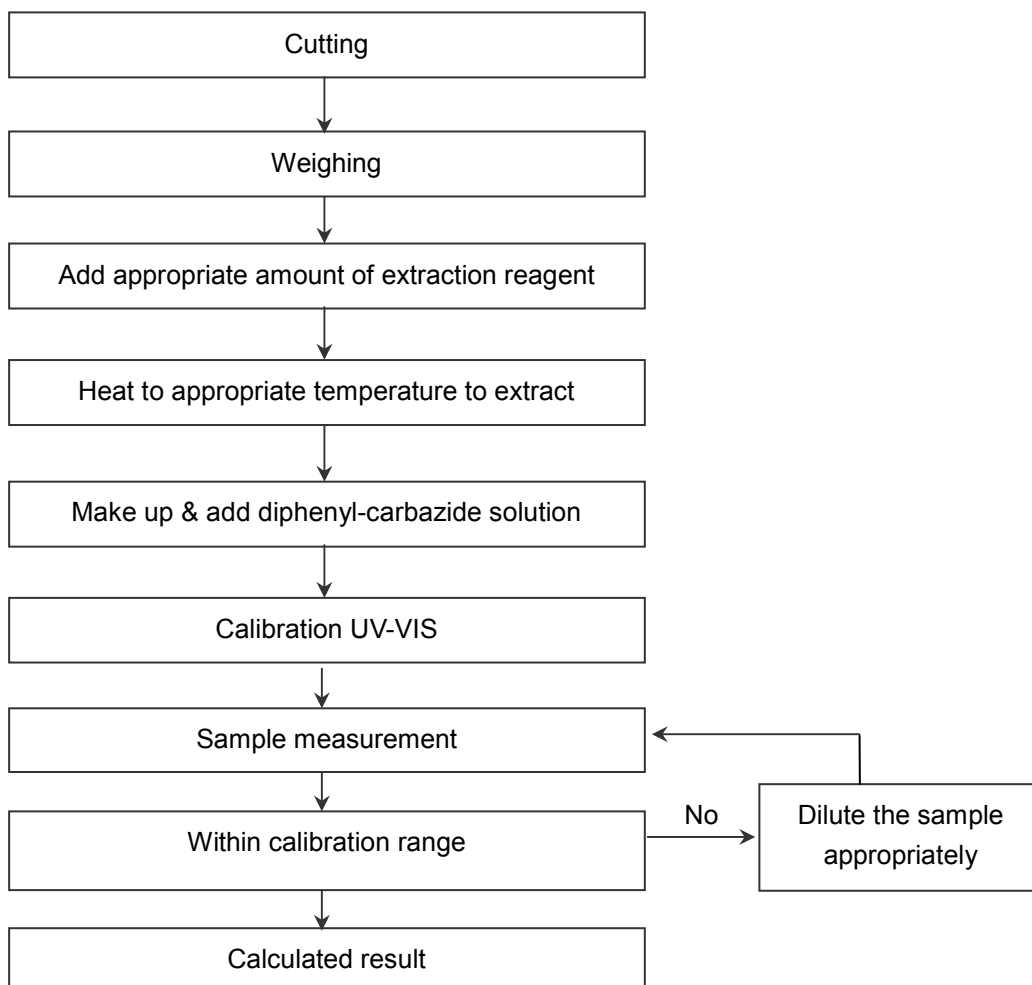 Cutting
Weighing
Add appropriate amount of extraction reagent
Heat to appropriate temperature to extract
Make up & add diphenyl-carbazide solution
Calibration UV-VIS
Sample measurement
Within calibration range
No
Dilute the sample
appropriately
Calculated result